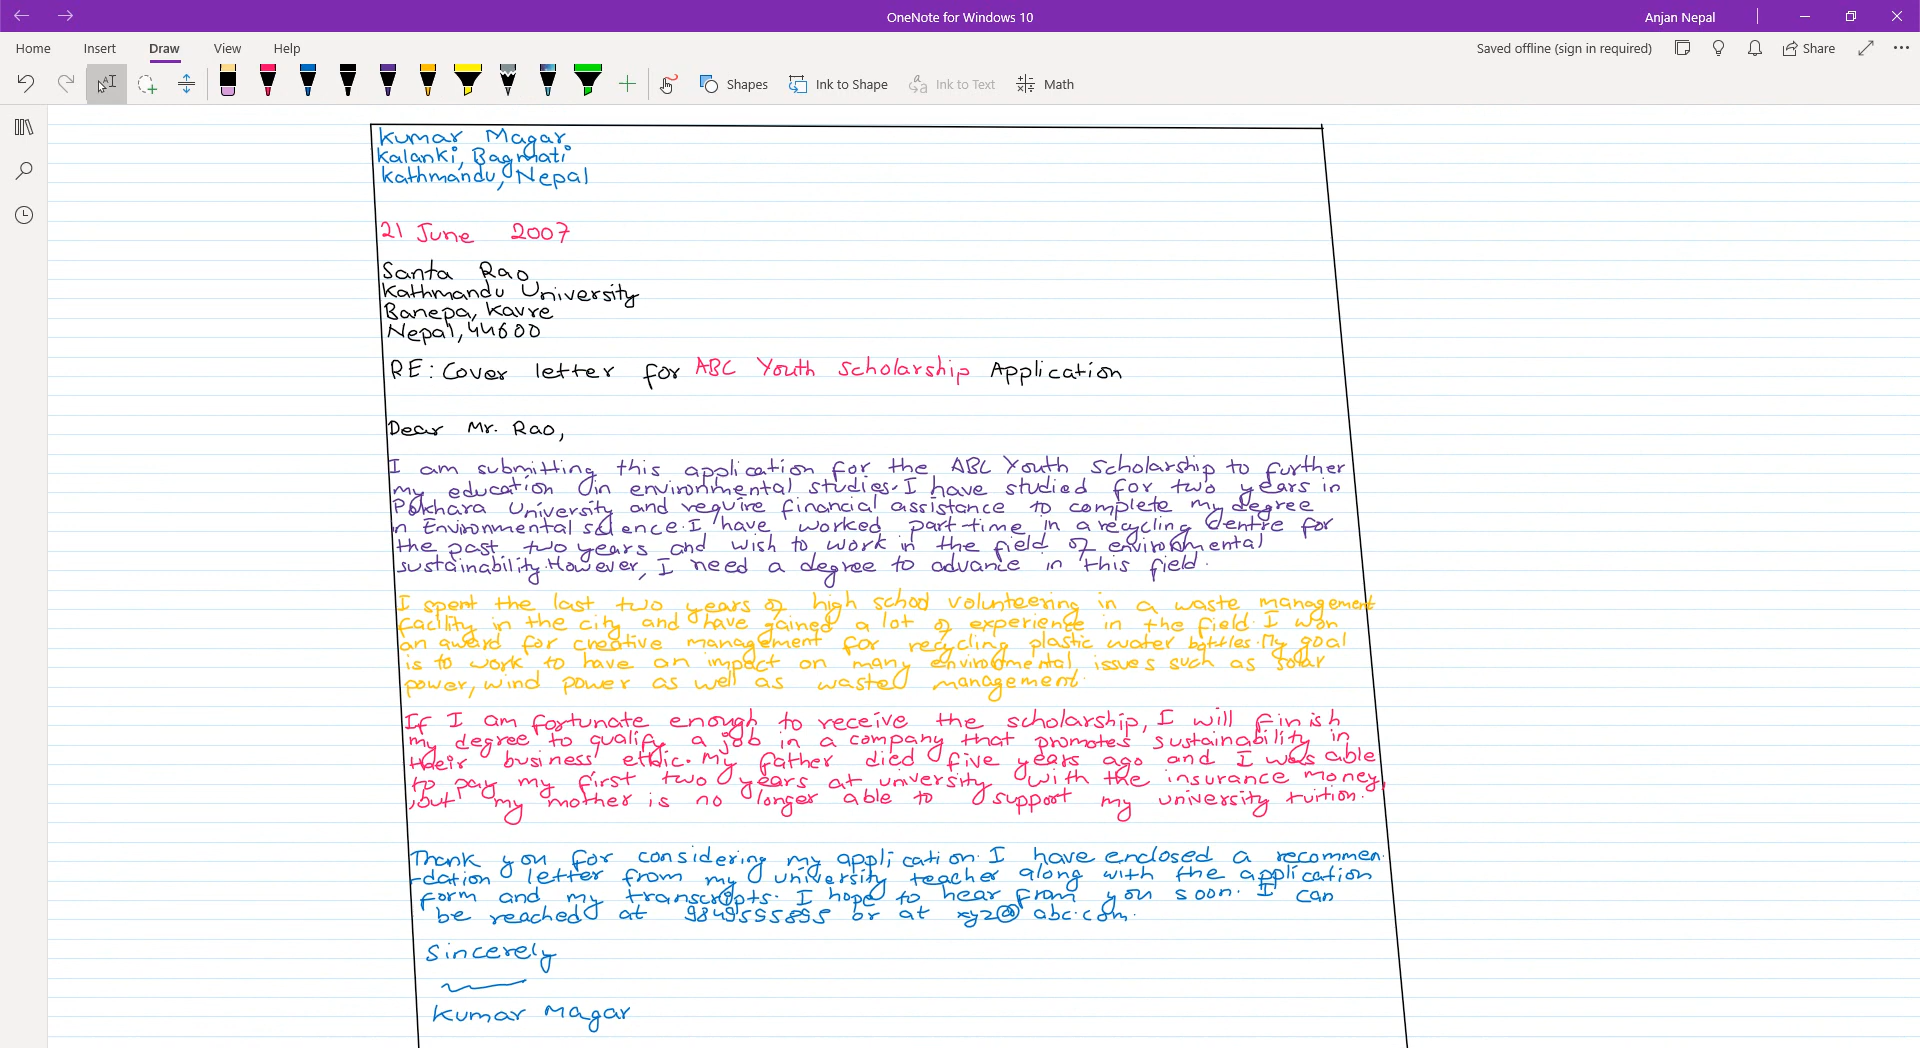 OneNote for Windows 10
Anjan Nepal
Home Insert Draw View Help
Saved offline (sign in required)
Share
Shapes
Ink to Shape
Ink to Text
Math
Kumar Magar
Kalanki, Bagmati
Kathmandu, Nepal
21 June 2007
Santa Rao
Kathmandu University
Banepa, Kavre
Nepal, 44600
RE: Cover letter for ABC Youth Scholarship Application
Dear Mr. Rao,
I am submitting this application for the ABC Youth Scholarship to further
my education in environmental studies. I have studied for two years in
Pokhara University and require financial assistance to complete my degree
in Environmental science. I have worked part-time in a recycling centre for
the past two years and wish to work in the field of environmental
sustainability. However, I need a degree to advance in this field.
I spent the last two years of high school volunteering in a waste management
facility in the city and have gained a lot of experience in the field. I won
an award for creative management for recycling plastic water bottles. My goal
is to work to have an impact on many environmental issues such as solar
power, wind power as well as waste management.
If I am fortunate enough to receive the scholarship, I will finish
my degree to qualify a job in a company that promotes sustainability in
their business ethic. My father died five years ago and I was able
to pay my first two years at university with the insurance money,
but my mother is no longer able to support my university tuition.
Thank you for considering my application. I have enclosed a recommen
-dation letter from my university teacher along with the application
form and my transcripts. I hope to hear from you soon. I can
be reached at 9849555895 or at xyz@abc.com.
Sincerely
Kumar Magar